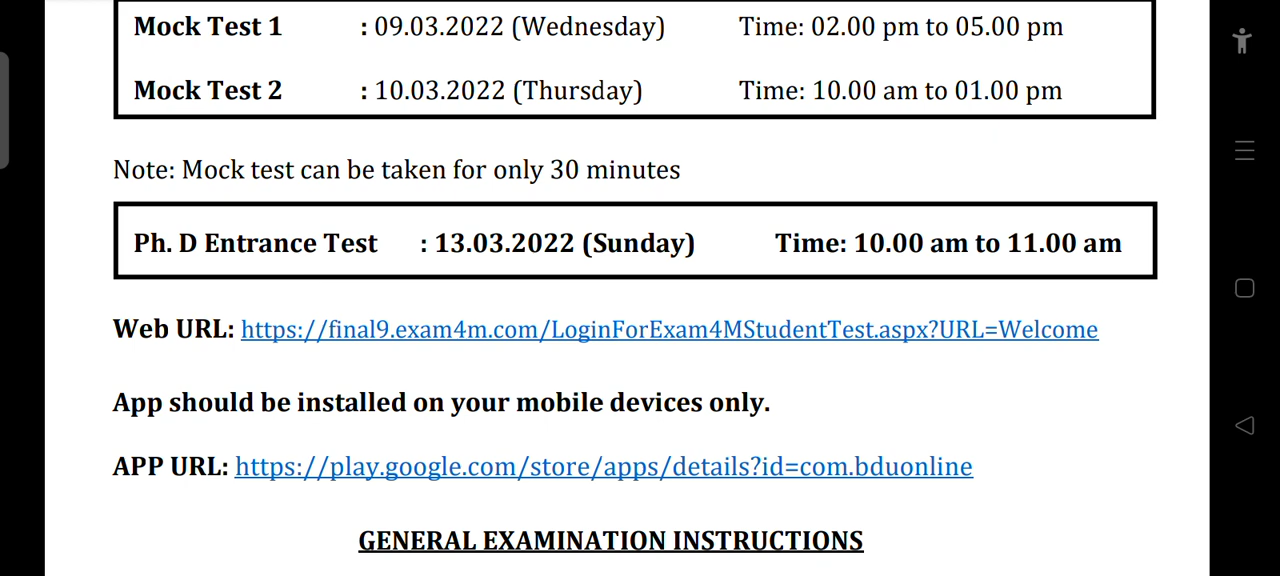 Mock Test 1 : 09.03.2022 (Wednesday) Time: 02.00 pm to 05.00 pm
Mock Test 2 : 10.03.2022 (Thursday) Time: 10.00 am to 01.00 pm
Note: Mock test can be taken for only 30 minutes
Ph. D Entrance Test : 13.03.2022 (Sunday) Time: 10.00 am to 11.00 am
Web URL: https://final9.exam4m.com/LoginForExam4MStudentTest.aspx?URL=Welcome
App should be installed on your mobile devices only.
APP URL: https://play.google.com/store/apps/details?id=com.bduonline
GENERAL EXAMINATION INSTRUCTIONS